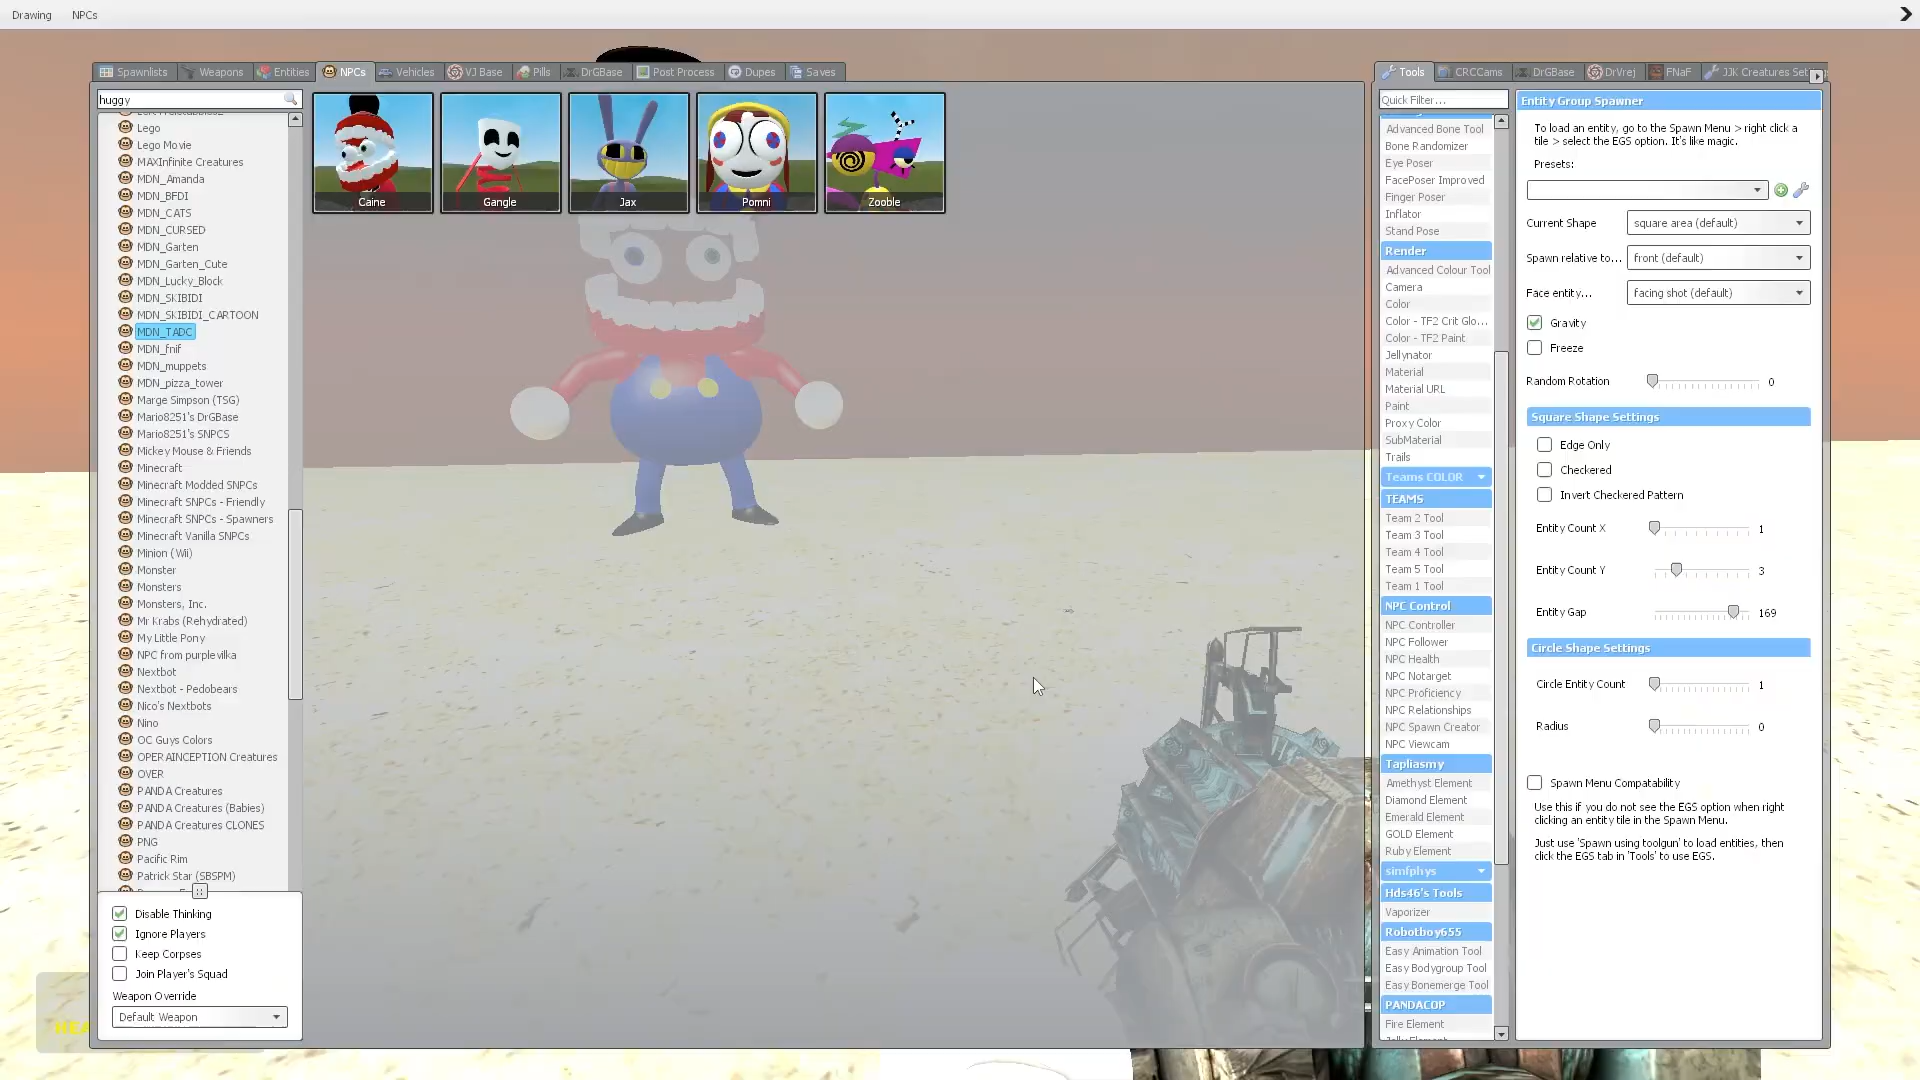 Drawing NPCs
Spawnlists Weapons Entities NPCs Vehicles VJ Base Pills DrGBase Post Process Dupes Saves
huggy
Lego
Lego Movie
MAXInfinite Creatures
MDN_Amanda
MDN_BFDI
MDN_CATS
MDN_CURSED
MDN_Garten
MDN_Garten_Cute
MDN_Lucky_Block
MDN_SKIBIDI
MDN_SKIBIDI_CARTOON
MDN_TADC
MDN_fnif
MDN_muppets
MDN_pizza_tower
Marge Simpson (TSG)
Mario8251's DrGBase
Mario8251's SNPCS
Mickey Mouse & Friends
Minecraft
Minecraft Modded SNPCs
Minecraft SNPCs - Friendly
Minecraft SNPCs - Spawners
Minecraft Vanilla SNPCs
Minion (Wii)
Monster
Monsters
Monsters, Inc.
Mr Krabs (Rehydrated)
My Little Pony
NPC from purplevilka
Nextbot
Nextbot - Pedobears
Nico's Nextbots
Nino
OC Guys Colors
OPERAINCEPTION Creatures
OVER
PANDA Creatures
PANDA Creatures (Babies)
PANDA Creatures CLONES
PNG
Pacific Rim
Patrick Star (SBSPM)
Disable Thinking
Ignore Players
Keep Corpses
Join Player's Squad
Weapon Override
Default Weapon
Caine Gangle Jax Pomni Zooble
Tools CRCCams DrGBase DrVrej FNaF JJK Creatures Set
Quick Filter...
Advanced Bone Tool
Bone Randomizer
Eye Poser
FacePoser Improved
Finger Poser
Inflator
Stand Pose
Render
Advanced Colour Tool
Camera
Color
Color - TF2 Crit Glo...
Color - TF2 Paint
Jellynator
Material
Material URL
Paint
Proxy Color
SubMaterial
Trails
Teams COLOR
TEAMS
Team 2 Tool
Team 3 Tool
Team 4 Tool
Team 5 Tool
Team 1 Tool
NPC Control
NPC Controller
NPC Follower
NPC Health
NPC Notarget
NPC Proficiency
NPC Relationships
NPC Spawn Creator
NPC Viewcam
Tapliasmy
Amethyst Element
Diamond Element
Emerald Element
GOLD Element
Ruby Element
simfphys
Hds46's Tools
Vaporizer
Robotboy655
Easy Animation Tool
Easy Bodygroup Tool
Easy Bonemerge Tool
PANDACOP
Fire Element
Entity Group Spawner
To load an entity, go to the Spawn Menu > right click a
tile > select the EGS option. It's like magic.
Presets:
Current Shape square area (default)
Spawn relative to... front (default)
Face entity... facing shot (default)
Gravity
Freeze
Random Rotation 0
Square Shape Settings
Edge Only
Checkered
Invert Checkered Pattern
Entity Count X 1
Entity Count Y 3
Entity Gap 169
Circle Shape Settings
Circle Entity Count 1
Radius 0
Spawn Menu Compatability
Use this if you do not see the EGS option when right
clicking an entity tile in the Spawn Menu.
Just use 'Spawn using toolgun' to load entities, then
click the EGS tab in 'Tools' to use EGS.